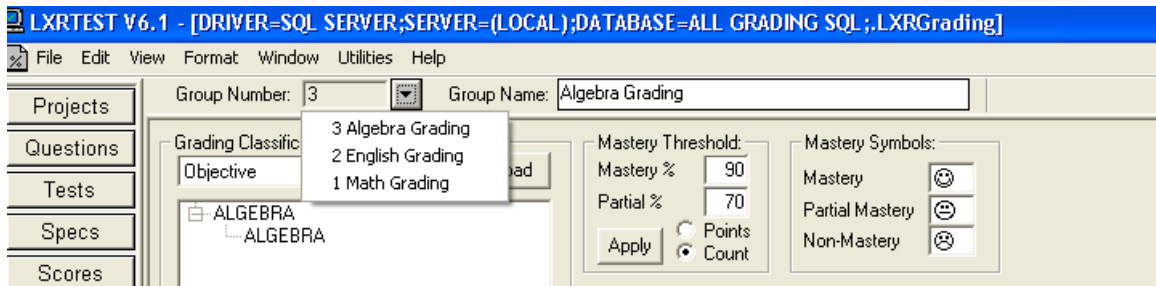 LXRTEST V6.1 - [DRIVER=SQL SERVER;SERVER=(LOCAL);DATABASE=ALL GRADING SQL;.LXRGrading]
File Edit View Format Window Utilities Help
Projects
Group Number: 3
Group Name: Algebra Grading
3 Algebra Grading
2 English Grading
1 Math Grading
Questions
Tests
Specs
Scores
Grading Classific
Objective
oad
ALGEBRA
ALGEBRA
Mastery Threshold:
Mastery % 90
Partial % 70
Apply
Points
Count
Mastery Symbols:
Mastery
Partial Mastery
Non-Mastery